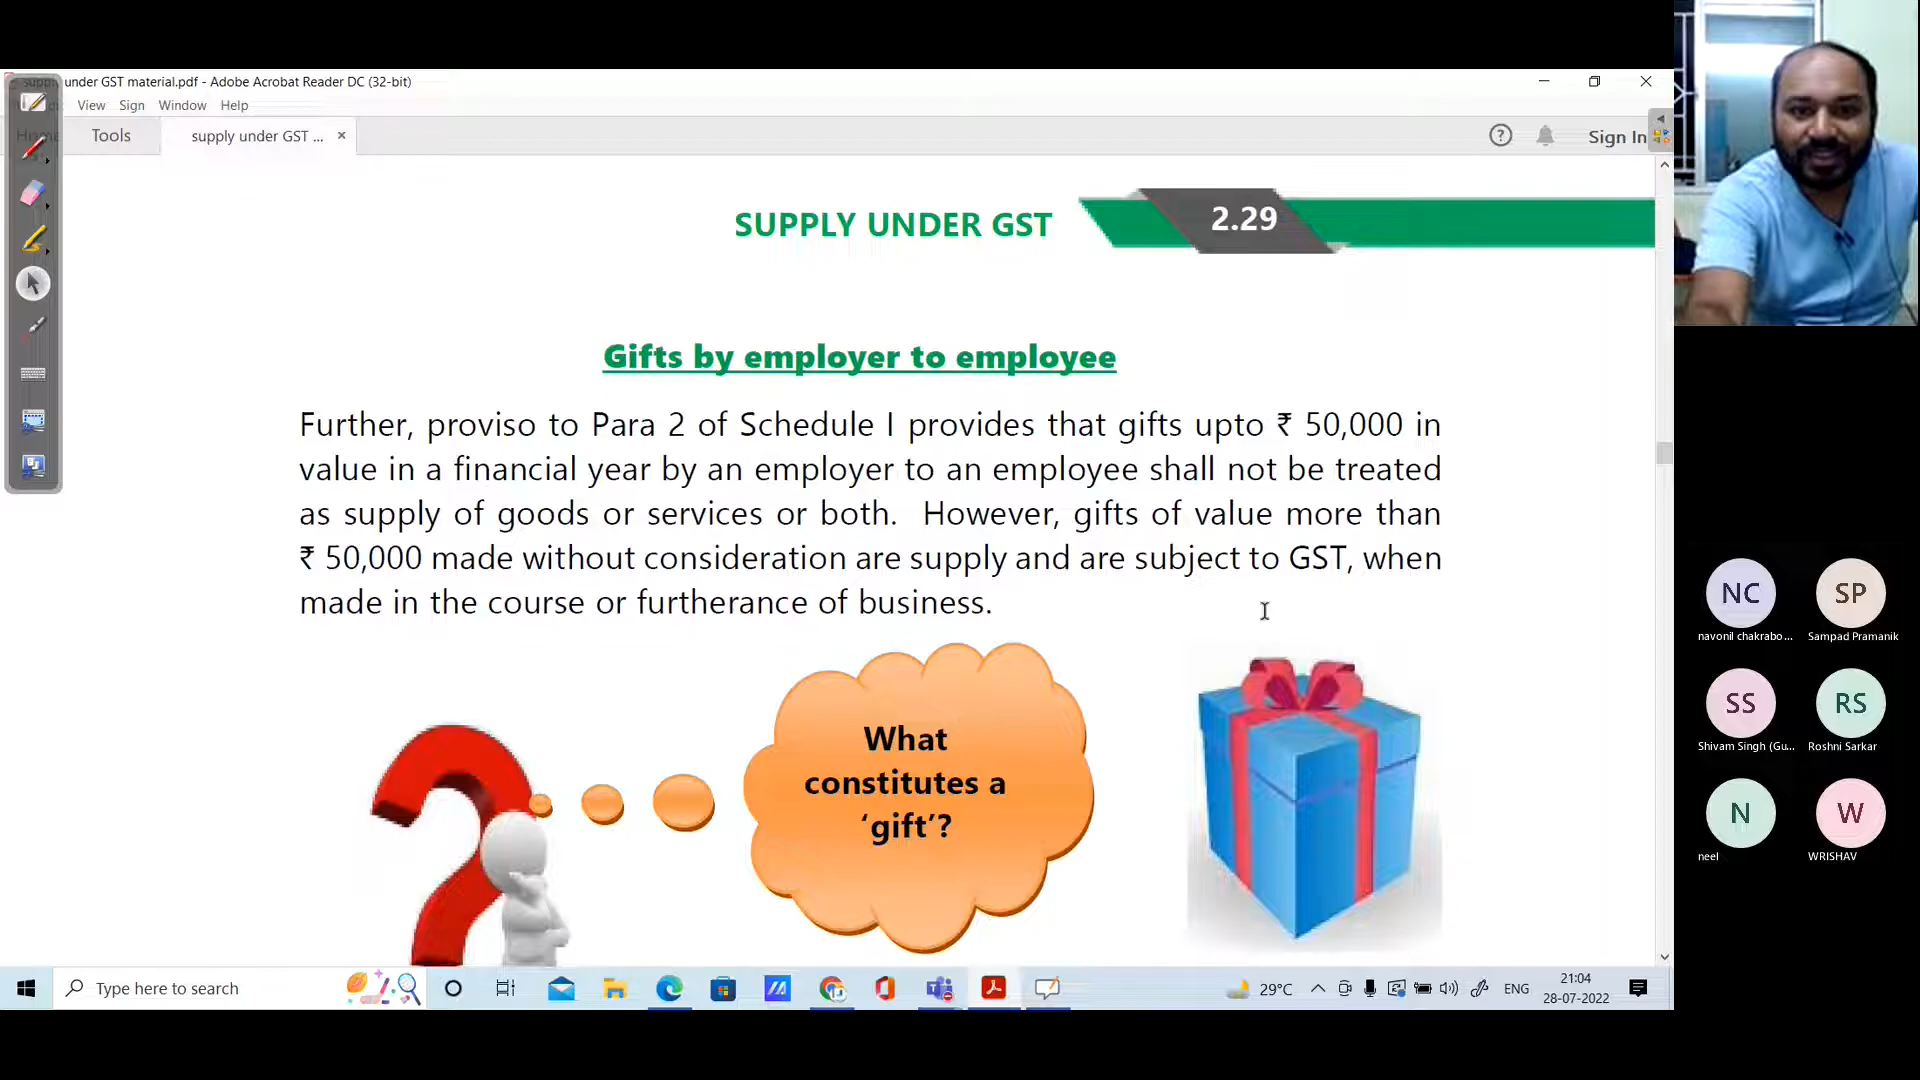 supply under GST material.pdf - Adobe Acrobat Reader DC (32-bit)
View Sign Window Help
Home Tools supply under GST ... × Sign In
SUPPLY UNDER GST 2.29
Gifts by employer to employee
Further, proviso to Para 2 of Schedule I provides that gifts upto ₹ 50,000 in
value in a financial year by an employer to an employee shall not be treated
as supply of goods or services or both. However, gifts of value more than
₹ 50,000 made without consideration are supply and are subject to GST, when
made in the course or furtherance of business.
What
constitutes a
‘gift’?
NC SP
navonil chakrabo... Sampad Pramanik
SS RS
Shivam Singh (Gu... Roshni Sarkar
N W
neel WRISHAV
Type here to search
29°C ENG 21:04
28-07-2022